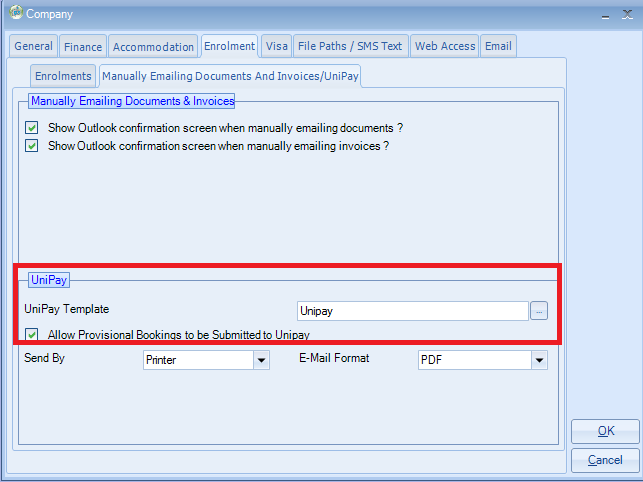 Company
General Finance Accommodation Enrolment Visa File Paths / SMS Text Web Access Email
Enrolments Manually Emailing Documents And Invoices/UniPay
Manually Emailing Documents & Invoices
Show Outlook confirmation screen when manually emailing documents ?
Show Outlook confirmation screen when manually emailing invoices ?
UniPay
UniPay Template Unipay ...
Allow Provisional Bookings to be Submitted to Unipay
Send By Printer E-Mail Format PDF
OK
Cancel